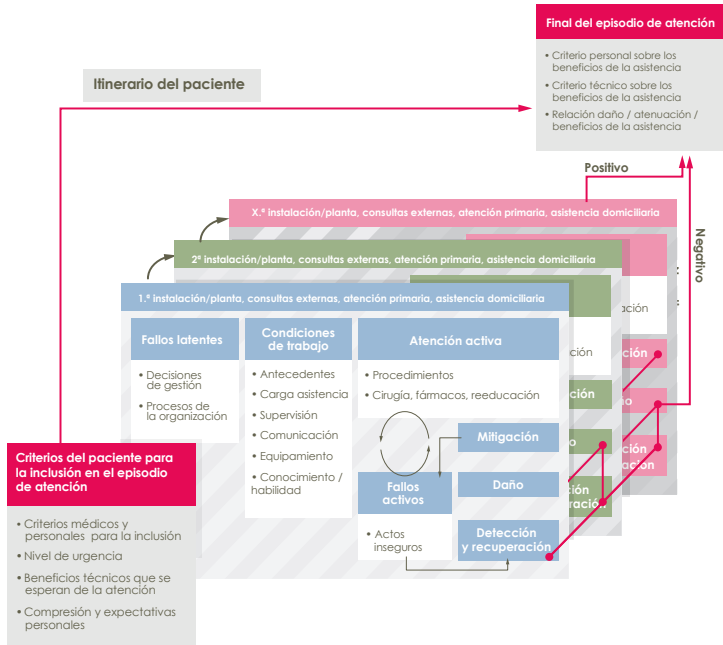 Final del episodio de atención
• Criterio personal sobre los
beneficios de la asistencia
• Criterio técnico sobre los
beneficios de la asistencia
• Relación daño / atenuación /
beneficios de la asistencia
Itinerario del paciente
Positivo
Negativo
X.ª instalación/planta, consultas externas, atención primaria, asistencia domiciliaria
2ª instalación/planta, consultas externas, atención primaria, asistencia domiciliaria
1.ª instalación/planta, consultas externas, atención primaria, asistencia domiciliaria
Fallos latentes
• Decisiones
de gestión
• Procesos de
la organización
Condiciones
de trabajo
• Antecedentes
• Carga asistencia
• Supervisión
• Comunicación
• Equipamiento
• Conocimiento /
habilidad
Atención activa
• Procedimientos
• Cirugía, fármacos, reeducación
Mitigación
Fallos
activos
Daño
• Actos
inseguros
Detección
y recuperación
Criterios del paciente para
la inclusión en el episodio
de atención
• Criterios médicos y
personales para la inclusión
• Nivel de urgencia
• Beneficios técnicos que se
esperan de la atención
• Compresión y expectativas
personales